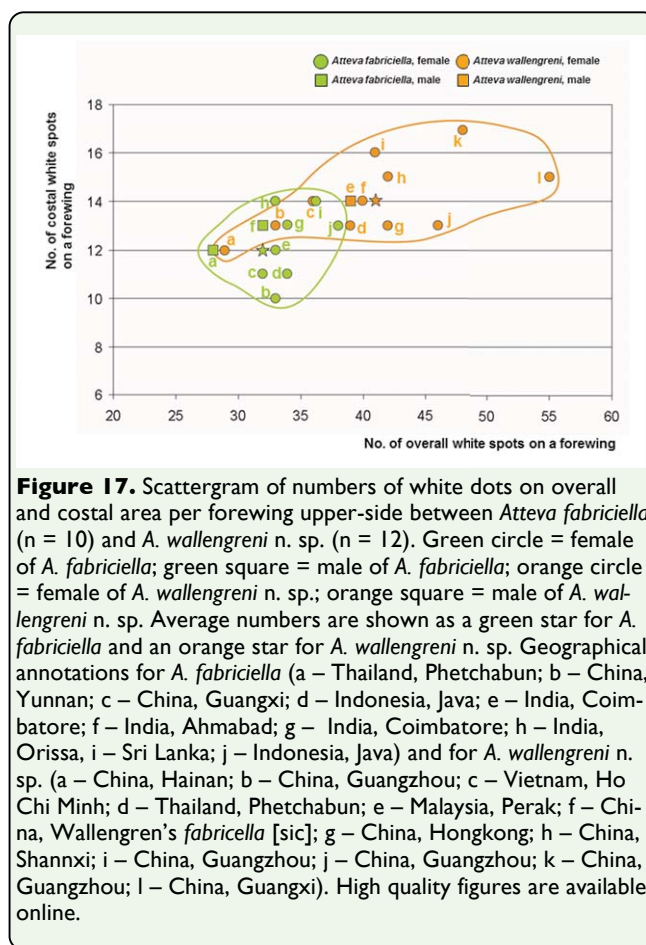 Atteva fabriciella, female Atteva wallengreni, female
Atteva fabriciella, male Atteva wallengreni, male
No. of costal white spots
on a forewing
18
16
14
12
10
8
6
i
k
h
l
e f
h
c i
b
f g
j d g j
a
a
e
c d
b
20 25 30 35 40 45 50 55 60
No. of overall white spots on a forewing
Figure 17. Scattergram of numbers of white dots on overall
and costal area per forewing upper-side between Atteva fabriciella
(n = 10) and A. wallengreni n. sp. (n = 12). Green circle = female
of A. fabriciella; green square = male of A. fabriciella; orange circle
= female of A. wallengreni n. sp.; orange square = male of A. wal-
lengreni n. sp. Average numbers are shown as a green star for A.
fabriciella and an orange star for A. wallengreni n. sp. Geographical
annotations for A. fabriciella (a – Thailand, Phetchabun; b – China,
Yunnan; c – China, Guangxi; d – Indonesia, Java; e – India, Coim-
batore; f – India, Ahmabad; g – India, Coimbatore; h – India,
Orissa, i – Sri Lanka; j – Indonesia, Java) and for A. wallengreni n.
sp. (a – China, Hainan; b – China, Guangzhou; c – Vietnam, Ho
Chi Minh; d – Thailand, Phetchabun; e – Malaysia, Perak; f – Chi-
na, Wallengren's fabricella [sic]; g – China, Hongkong; h – China,
Shannxi; i – China, Guangzhou; j – China, Guangzhou; k – China,
Guangzhou; l – China, Guangxi). High quality figures are available
online.